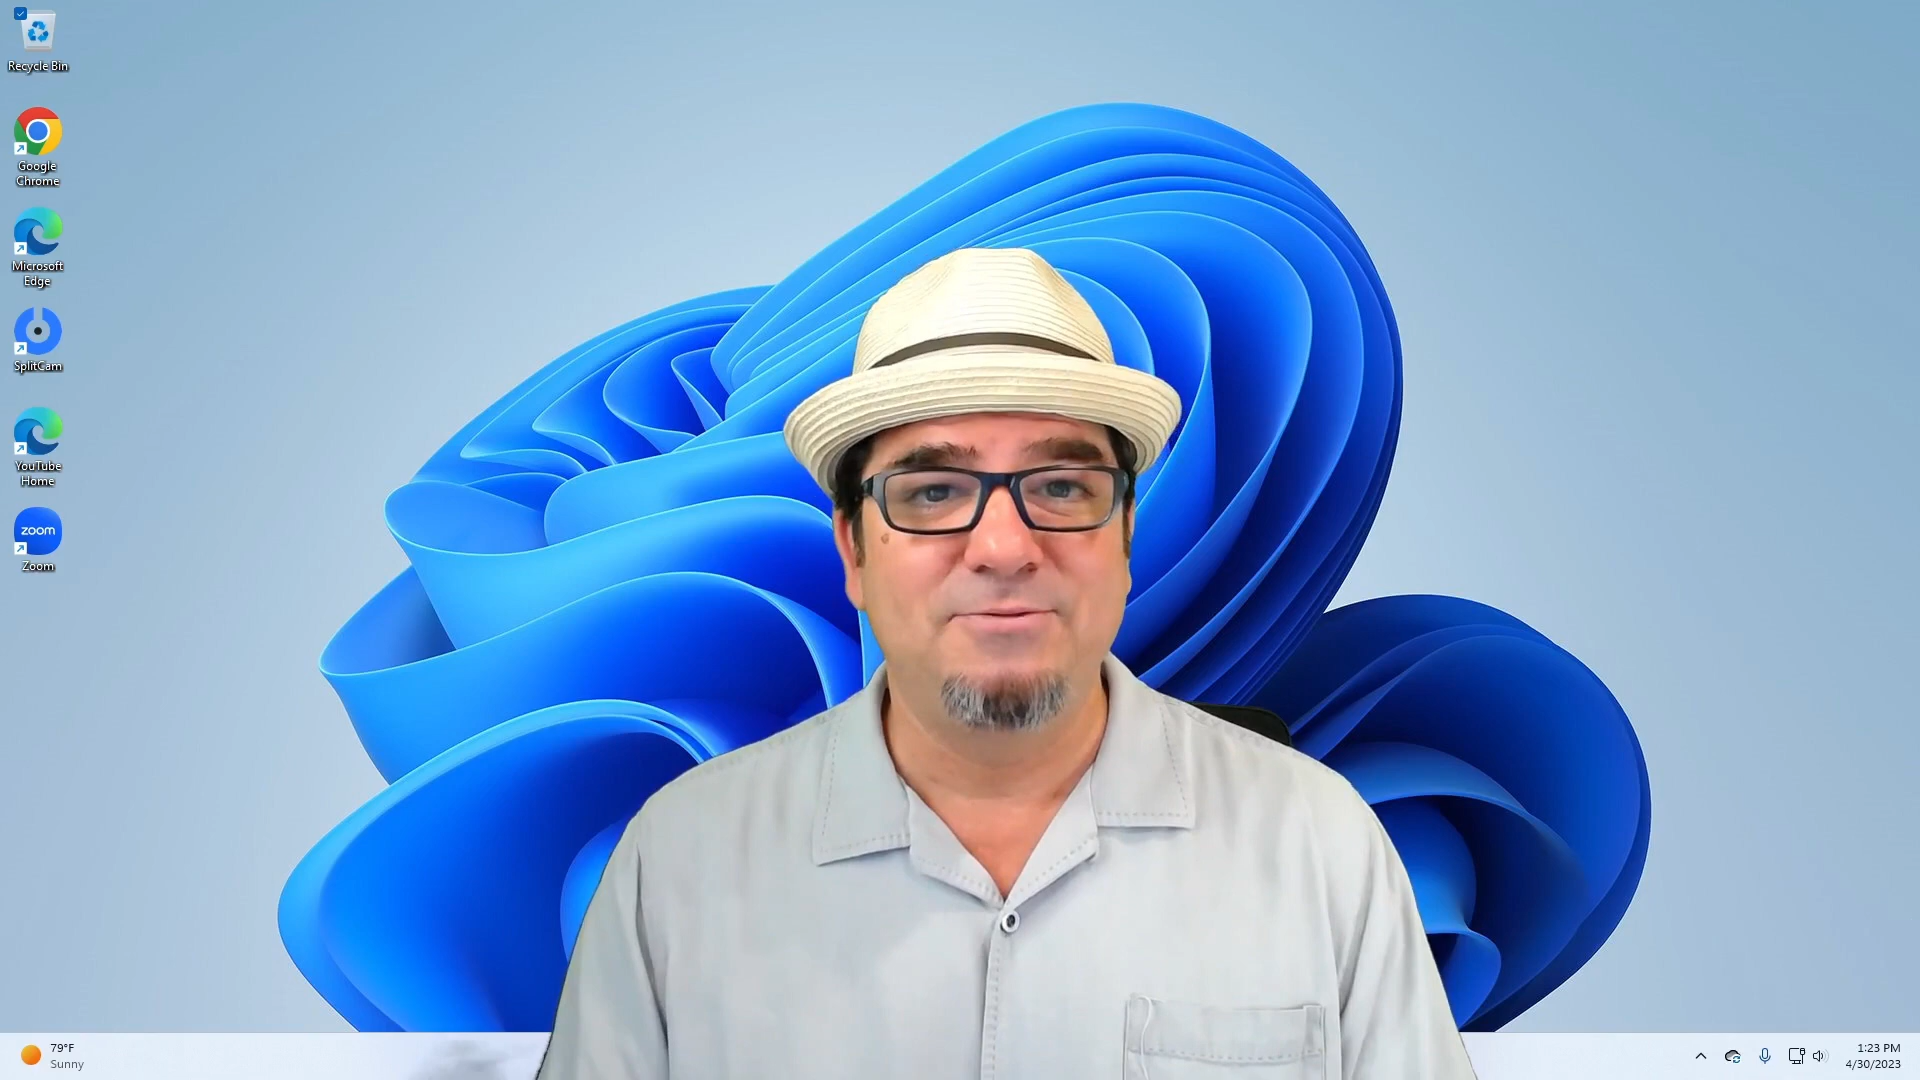 Recycle Bin
Google
Chrome
Microsoft
Edge
SplitCam
YouTube
Home
zoom
Zoom
79°F
Sunny
1:23 PM
4/30/2023